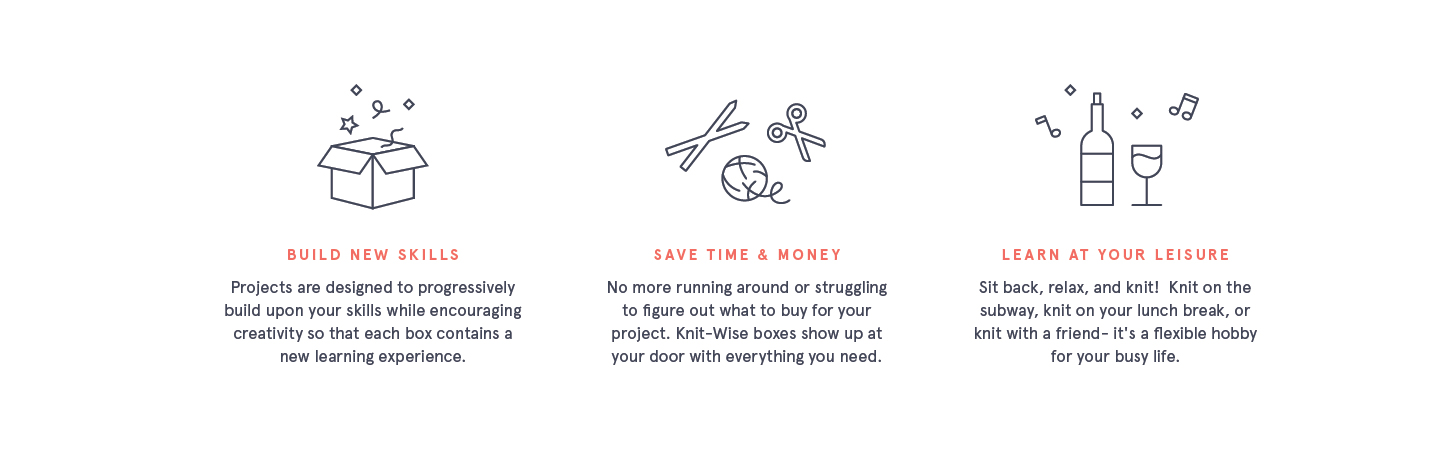 BUILD NEW SKILLS
Projects are designed to progressively
build upon your skills while encouraging
creativity so that each box contains a
new learning experience.
SAVE TIME & MONEY
No more running around or struggling
to figure out what to buy for your
project. Knit-Wise boxes show up at
your door with everything you need.
LEARN AT YOUR LEISURE
Sit back, relax, and knit!  Knit on the
subway, knit on your lunch break, or
knit with a friend- it's a flexible hobby
for your busy life.